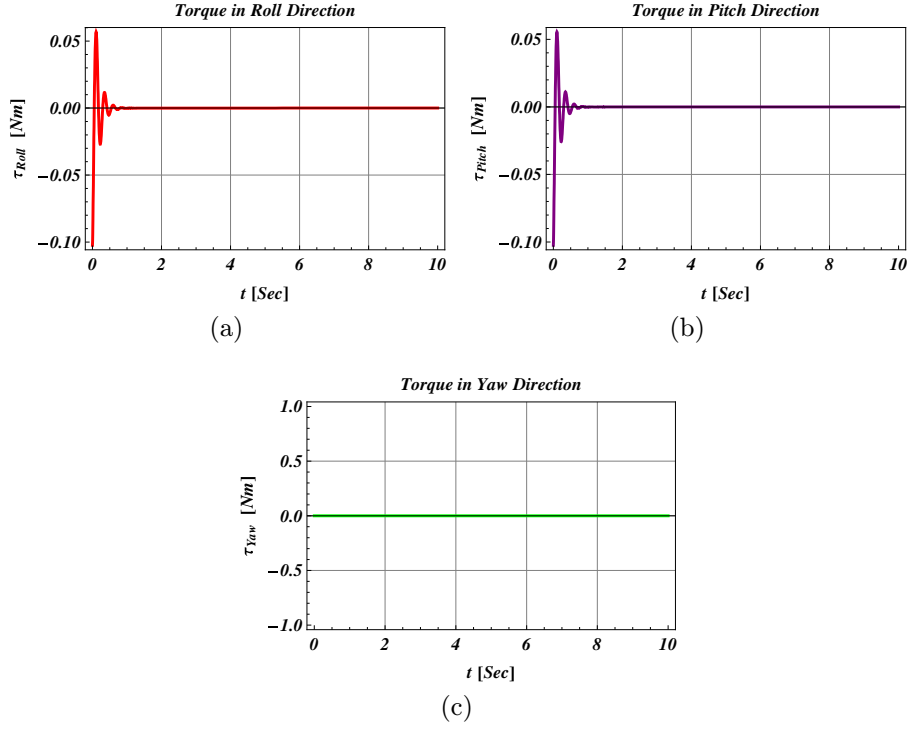 Torque in Roll Direction
0.05
0.00
−0.05
−0.10
τRoll [Nm]
0 2 4 6 8 10
t [Sec]
(a)
Torque in Pitch Direction
0.05
0.00
−0.05
−0.10
τPitch [Nm]
0 2 4 6 8 10
t [Sec]
(b)
Torque in Yaw Direction
1.0
0.5
0.0
−0.5
−1.0
τYaw [Nm]
0 2 4 6 8 10
t [Sec]
(c)